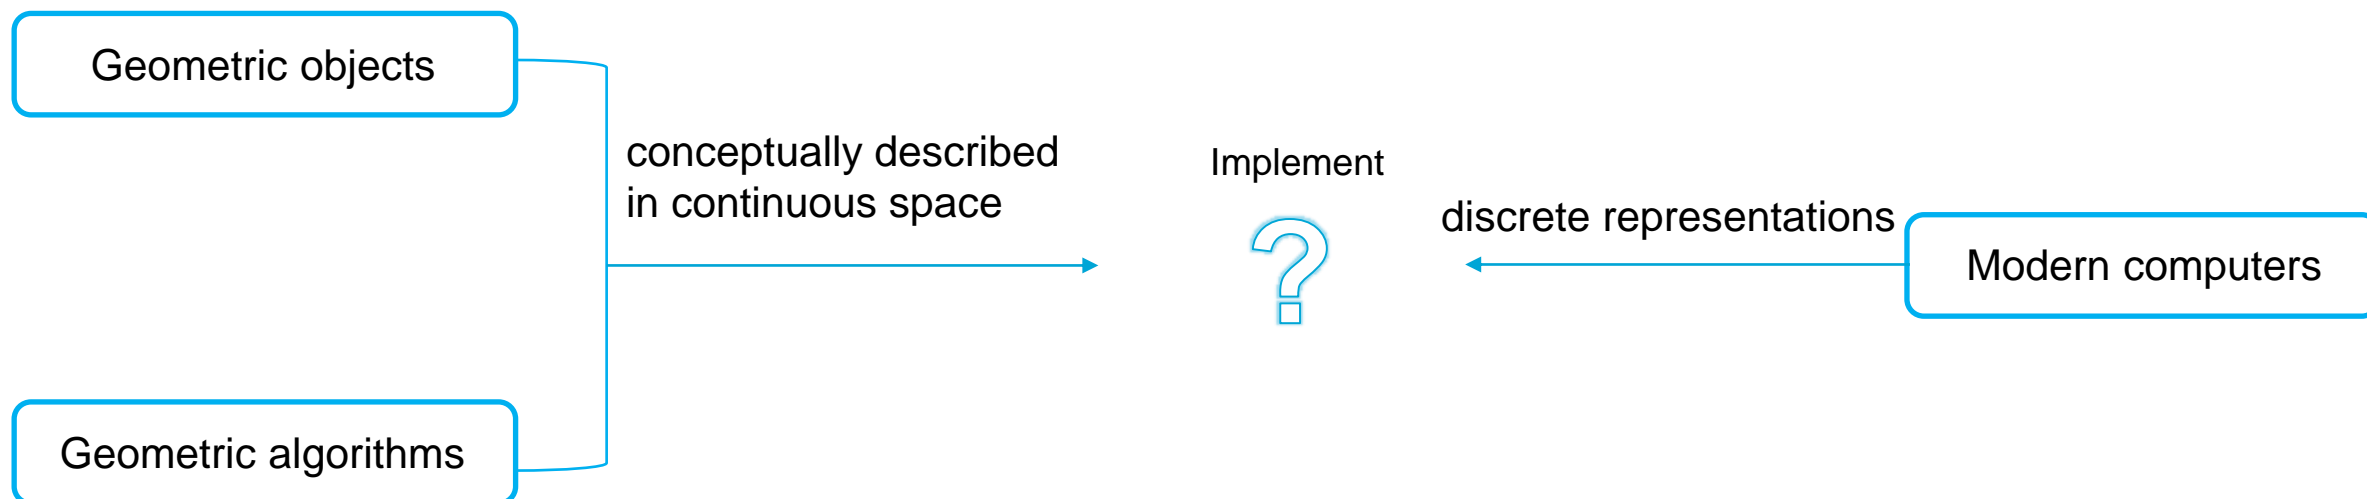 Geometric objects
conceptually described
in continuous space
Implement
?
discrete representations
Modern computers
Geometric algorithms